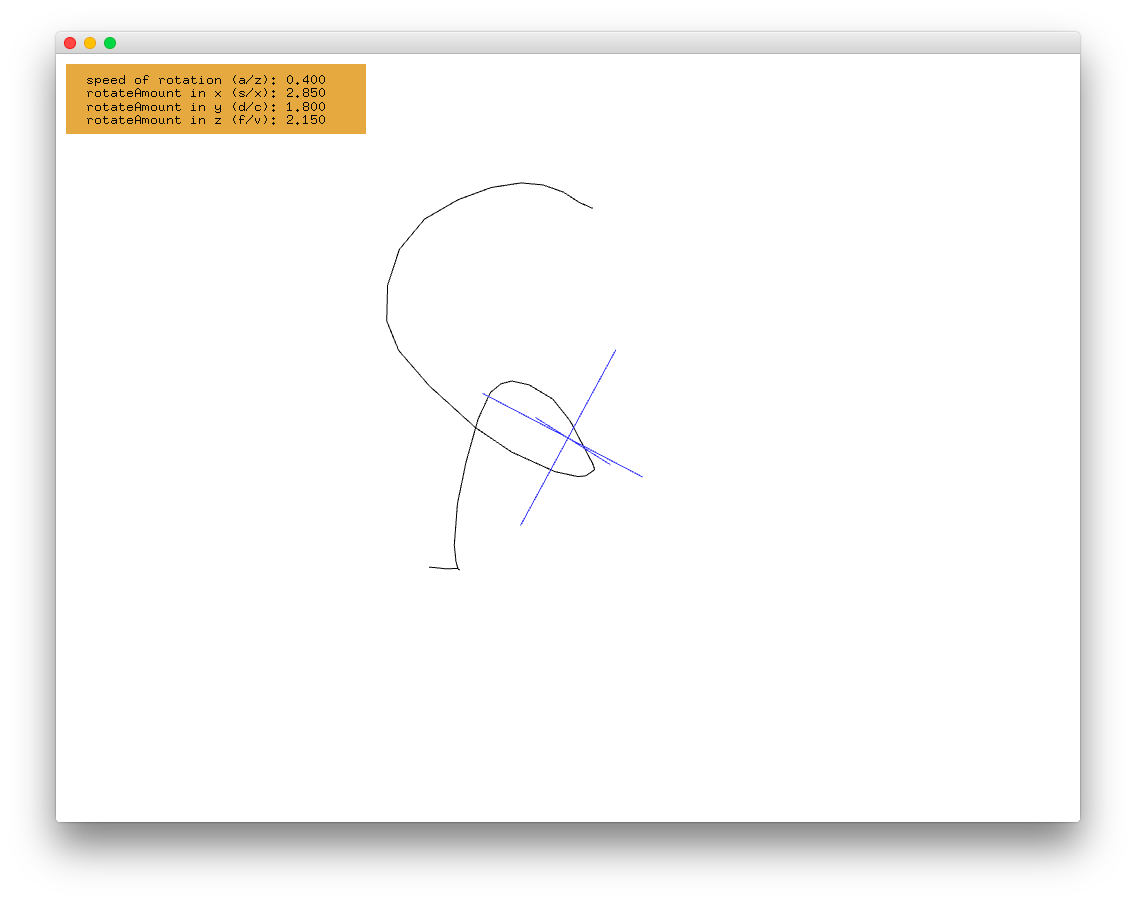 speed of rotation (a/z): 0.400
rotateAmount in x (s/x): 2.850
rotateAmount in y (d/c): 1.800
rotateAmount in z (f/v): 2.150